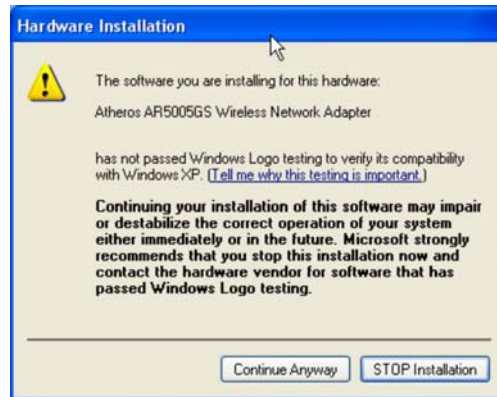 Hardware Installation
The software you are installing for this hardware:
Atheros AR5005GS Wireless Network Adapter
has not passed Windows Logo testing to verify its compatibility
with Windows XP. (Tell me why this testing is important.)
Continuing your installation of this software may impair
or destabilize the correct operation of your system
either immediately or in the future. Microsoft strongly
recommends that you stop this installation now and
contact the hardware vendor for software that has
passed Windows Logo testing.
Continue Anyway
STOP Installation